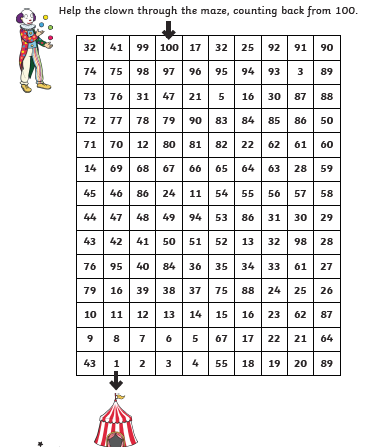 Help the clown through the maze, counting back from 100.
32 41 99 100 17 32 25 92 91 90
74 75 98 97 96 95 94 93 3 89
73 76 31 47 21 5 16 30 87 88
72 77 78 79 90 83 84 85 86 50
71 70 12 80 81 82 22 62 61 60
14 69 68 67 66 65 64 63 28 59
45 46 86 24 11 54 55 56 57 58
44 47 48 49 94 53 86 31 30 29
43 42 41 50 51 52 13 32 98 28
76 95 40 84 36 35 34 33 61 27
79 16 39 38 37 75 88 24 25 26
10 11 12 13 14 15 16 23 62 87
9 8 7 6 5 67 17 22 21 64
43 1 2 3 4 55 18 19 20 89